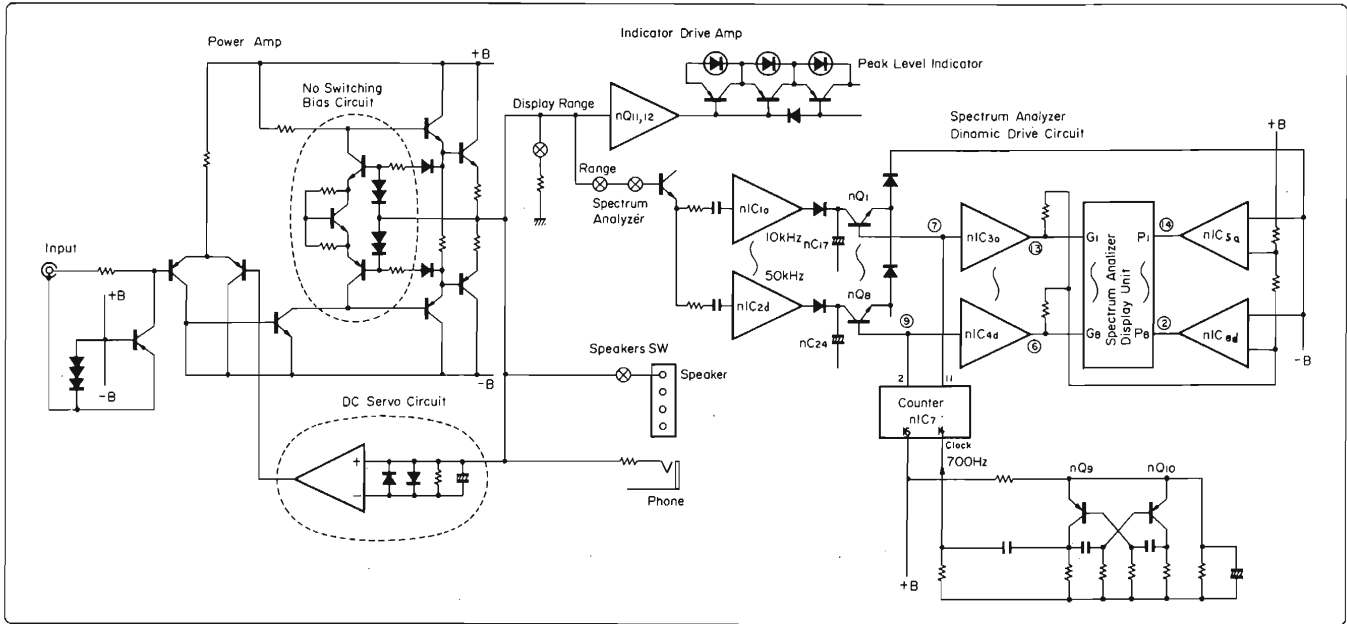 Power Amp
+B
No Switching
Bias Circuit
Input
+B
-B
-B
DC Servo Circuit
+
-
Indicator Drive Amp
Peak Level Indicator
Display Range
nQ11,12
Range
Spectrum
Analyzer
Spectrum Analyzer
Dinamic Drive Circuit
+B
nIC1a
10kHz
nQ1
nC17
50kHz
nIC2d
nQ8
nC24
⑦
⑨
nIC3a
⑬
nIC4d
⑥
G1
P1
G8
P8
Spectrum Analizer
Display Unit
⑭
②
nIC5a
nIC6d
-B
Speakers SW
Speaker
Phone
2
11
Counter
nIC7
14
Clock
700Hz
nQ9
nQ10
+B